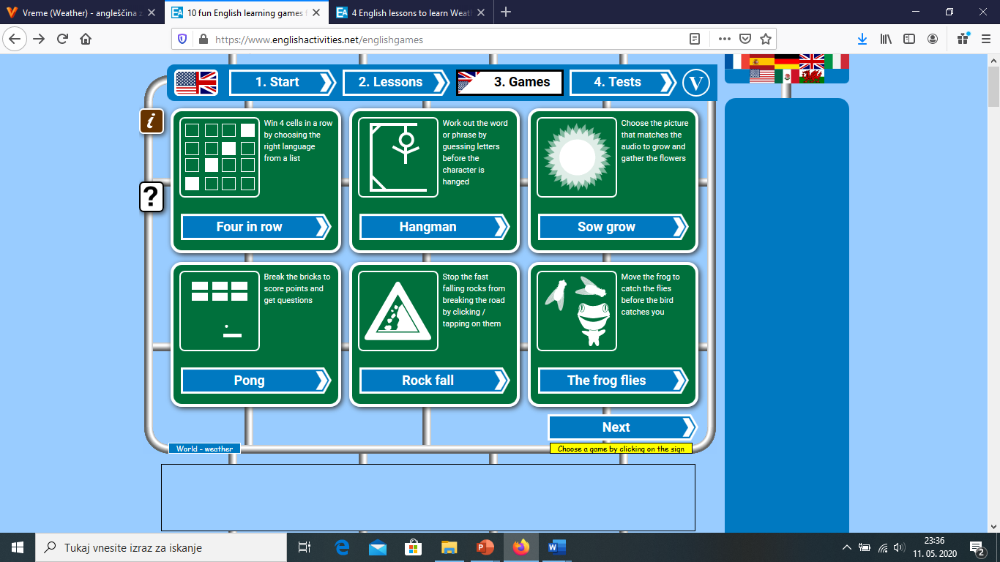 Vreme (Weather) - angleščina z
10 fun English learning games f
4 English lessons to learn Weath
https://www.englishactivities.net/englishgames
1. Start
2. Lessons
3. Games
4. Tests
V
i
?
Win 4 cells in a row
by choosing the
right language
from a list
Four in row
Work out the word
or phrase by
guessing letters
before the
character is
hanged
Hangman
Choose the picture
that matches the
audio to grow and
gather the flowers
Sow grow
Break the bricks to
score points and
get questions
Pong
Stop the fast
falling rocks from
breaking the road
by clicking /
tapping on them
Rock fall
Move the frog to
catch the flies
before the bird
catches you
The frog flies
Next
World - weather
Choose a game by clicking on the sign
Tukaj vnesite izraz za iskanje
23:36
11. 05. 2020
2